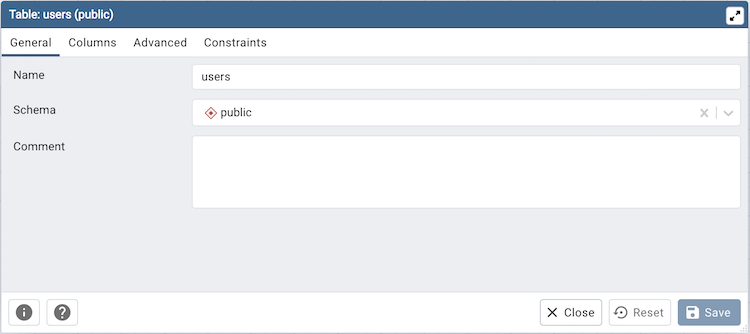 Table: users (public)
General Columns Advanced Constraints
Name users
Schema public
Comment
Close Reset Save